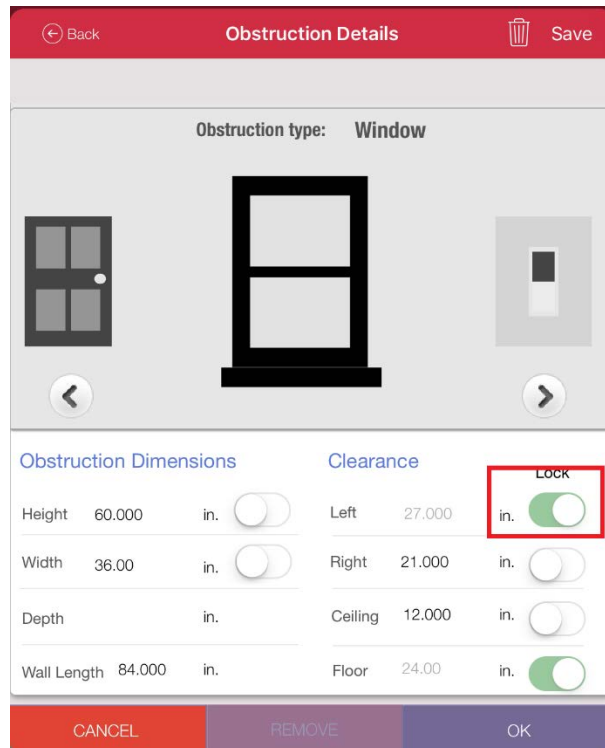 Back Obstruction Details Save
Obstruction type: Window
Obstruction Dimensions
Height 60.000 in.
Width 36.00 in.
Depth in.
Wall Length 84.000 in.
Clearance
Lock
Left 27.000 in.
Right 21.000 in.
Ceiling 12.000 in.
Floor 24.00 in.
CANCEL REMOVE OK